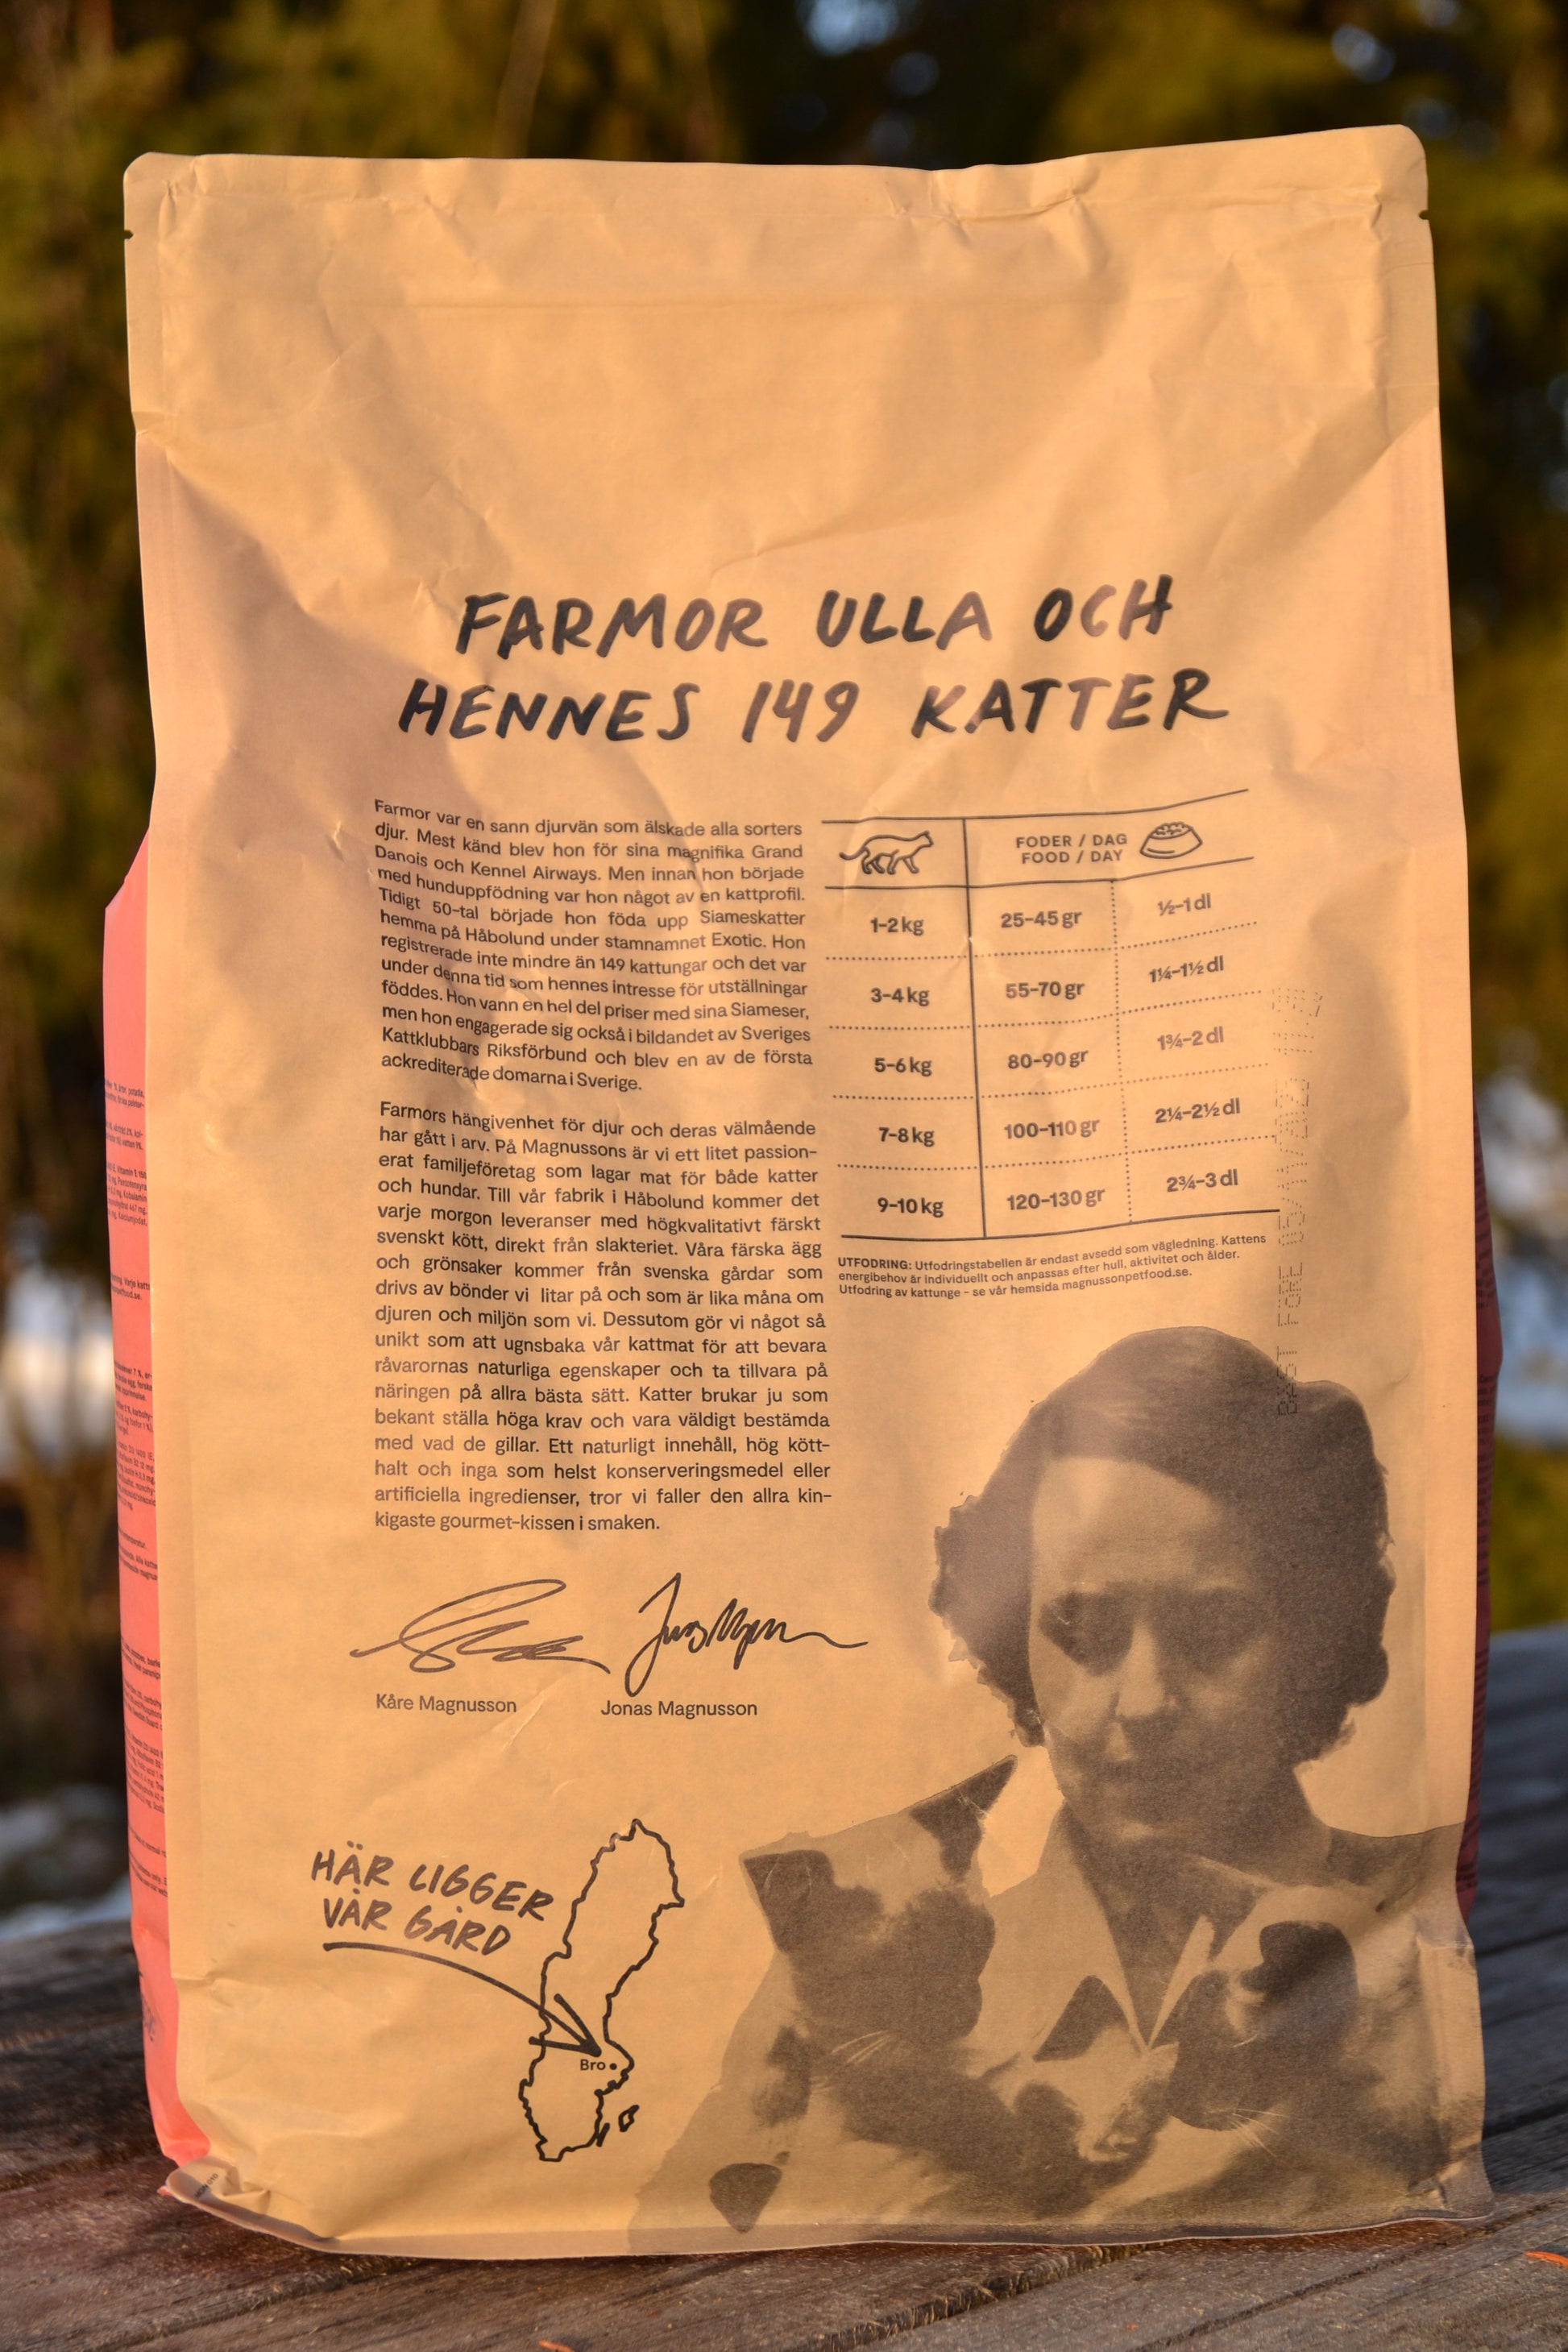 FARMOR ULLA OCH
HENNES 149 KATTER
Farmor var en sann djurvän som älskade alla sorters
djur. Mest känd blev hon för sina magnifika Grand
Danois och Kennel Airways. Men innan hon började
med hunduppfödning var hon något av en kattprofil.
Tidigt 50-tal började hon föda upp Siameskatter
hemma på Håbolund under stamnamnet Exotic. Hon
registrerade inte mindre än 149 kattungar och det var
under denna tid som hennes intresse för utställningar
föddes. Hon vann en hel del priser med sina Siameser,
men hon engagerade sig också i bildandet av Sveriges
Kattklubbars Riksförbund och blev en av de första
ackrediterade domarna i Sverige.
Farmors hängivenhet för djur och deras välmående
har gått i arv. På Magnussons är vi ett litet passion-
erat familjeföretag som lagar mat för både katter
och hundar. Till vår fabrik i Håbolund kommer det
varje morgon leveranser med högkvalitativt färskt
svenskt kött, direkt från slakteriet. Våra färska ägg
och grönsaker kommer från svenska gårdar som
drivs av bönder vi litar på och som är lika måna om
djuren och miljön som vi. Dessutom gör vi något så
unikt som att ugnsbaka vår kattmat för att bevara
råvarornas naturliga egenskaper och ta tillvara på
näringen på allra bästa sätt. Katter brukar ju som
bekant ställa höga krav och vara väldigt bestämda
med vad de gillar. Ett naturligt innehåll, hög kött-
halt och inga som helst konserveringsmedel eller
artificiella ingredienser, tror vi faller den allra kin-
kigaste gourmet-kissen i smaken.
Kåre Magnusson Jonas Magnusson
FODER / DAG
FOOD / DAY
1-2 kg 25-45 gr ½-1 dl
3-4 kg 55-70 gr 1¼-1½ dl
5-6 kg 80-90 gr 1¾-2 dl
7-8 kg 100-110 gr 2¼-2½ dl
9-10 kg 120-130 gr 2¾-3 dl
UTFODRING: Utfodringstabellen är endast avsedd som vägledning. Kattens
energibehov är individuellt och anpassas efter hull, aktivitet och ålder.
Utfodring av kattunge - se vår hemsida magnussonpetfood.se.
BÄST FÖRE
HÄR LIGGER
VÅR GÅRD
Bro